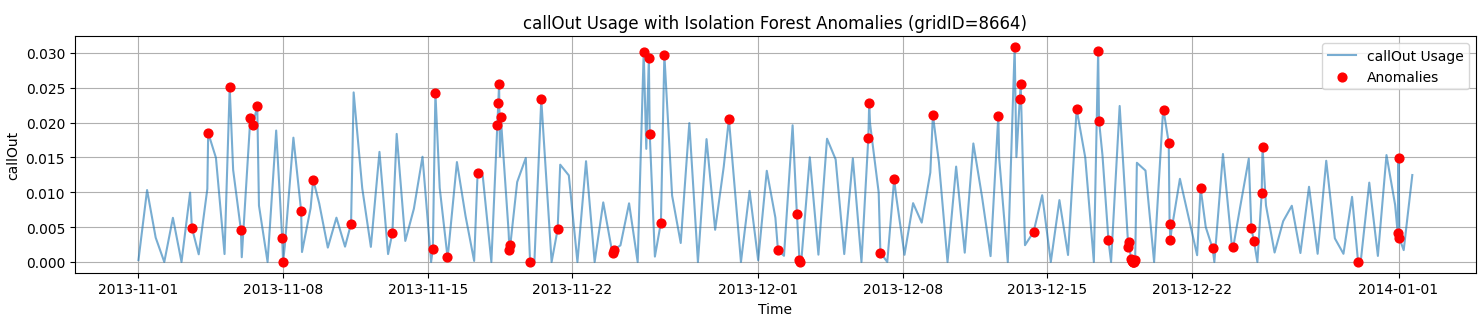 callOut Usage with Isolation Forest Anomalies (gridID=8664)
callOut
0.030
0.025
0.020
0.015
0.010
0.005
0.000
callOut Usage
Anomalies
2013-11-01 2013-11-08 2013-11-15 2013-11-22 2013-12-01 2013-12-08 2013-12-15 2013-12-22 2014-01-01
Time